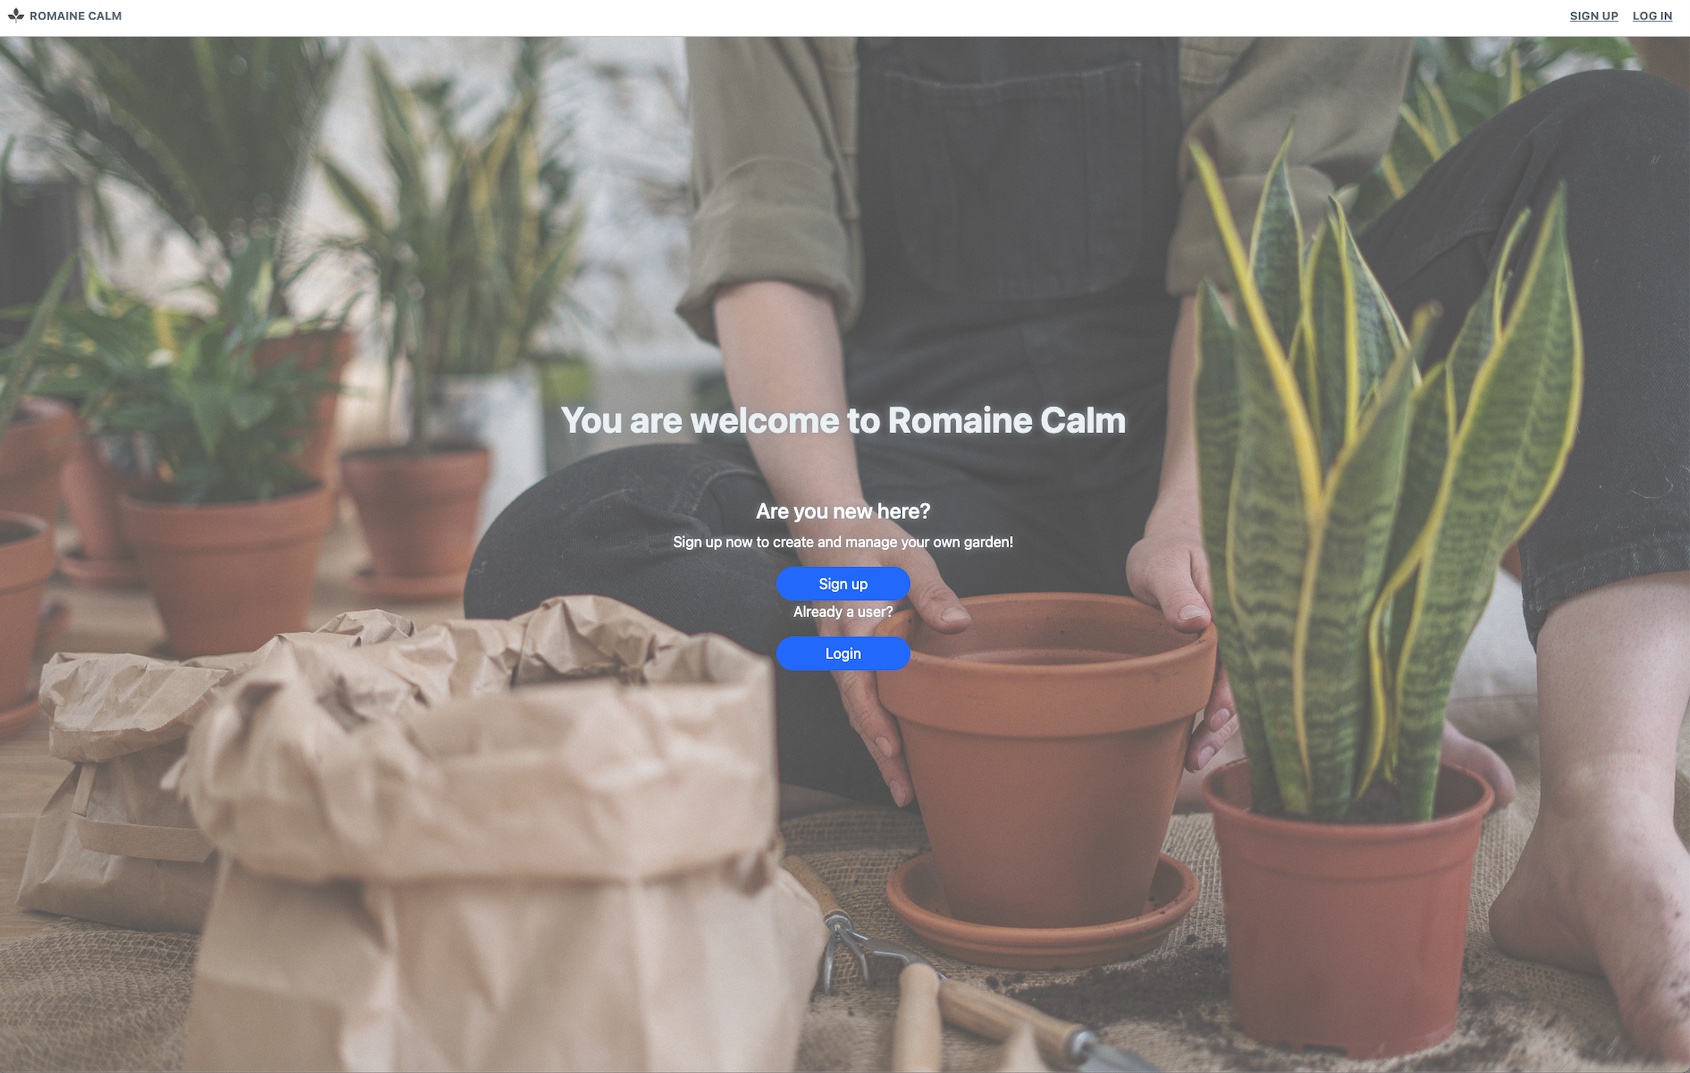 ROMAINE CALM
SIGN UP LOG IN
You are welcome to Romaine Calm
Are you new here?
Sign up now to create and manage your own garden!
Sign up
Already a user?
Login